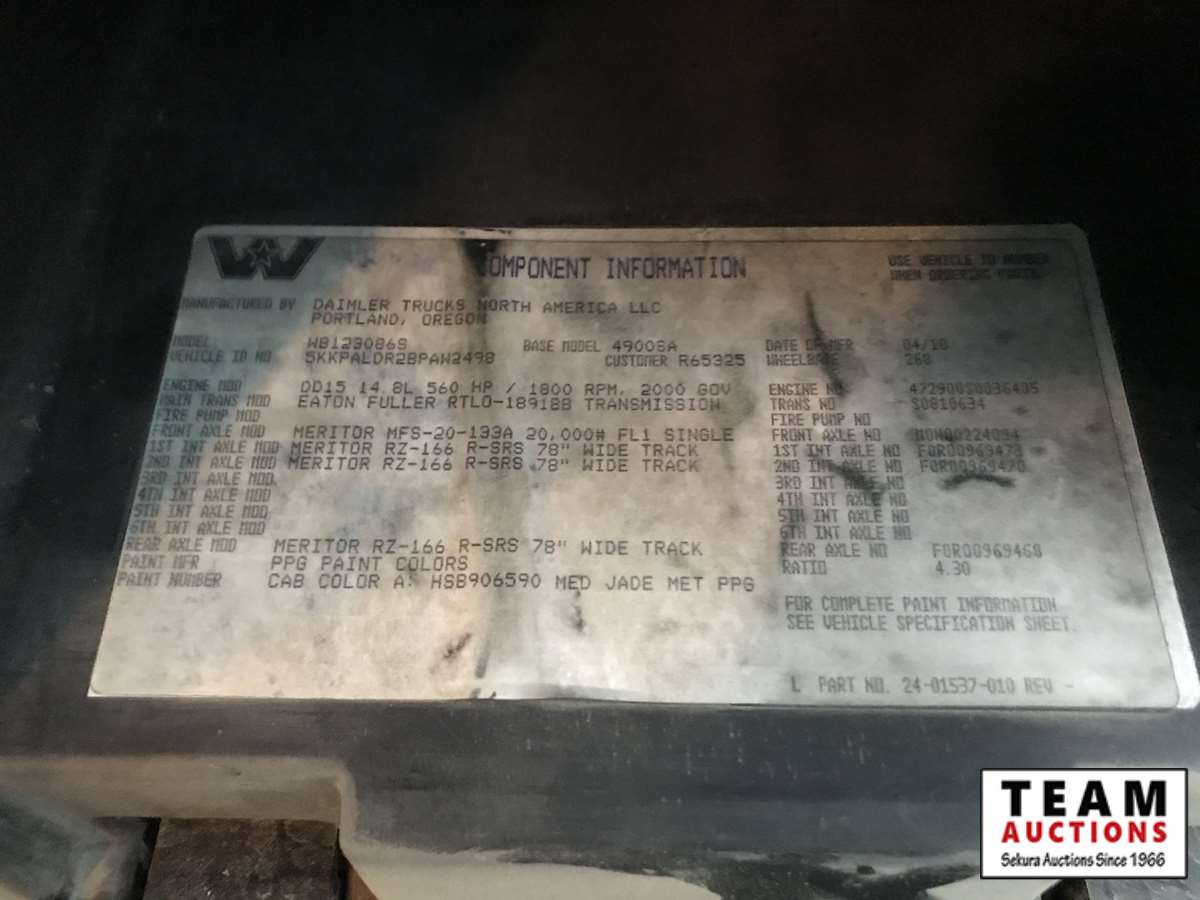 COMPONENT INFORMATION
USE VEHICLE ID NUMBER
WHEN ORDERING PARTS.
MANUFACTURED BY DAIMLER TRUCKS NORTH AMERICA LLC
PORTLAND, OREGON
MODEL WB123086S BASE MODEL 4900SA DATE OF MFR 04/10
VEHICLE ID NO 5KKPALDR2BPAW2498 CUSTOMER R65325 WHEELBASE 260
ENGINE MOD DD15 14.8L 560 HP / 1800 RPM, 2000 GOV ENGINE NO
MAIN TRANS MOD EATON FULLER RTLO-18918B TRANSMISSION TRANS NO S0810634
FIRE PUMP MOD FIRE PUMP NO
FRONT AXLE MOD MERITOR MFS-20-133A 20,000# FL1 SINGLE FRONT AXLE NO
1ST INT AXLE MOD MERITOR RZ-166 R-SRS 78" WIDE TRACK 1ST INT AXLE NO
2ND INT AXLE MOD MERITOR RZ-166 R-SRS 78" WIDE TRACK 2ND INT AXLE NO
3RD INT AXLE MOD 3RD INT AXLE NO
4TH INT AXLE MOD 4TH INT AXLE NO
5TH INT AXLE MOD 5TH INT AXLE NO
6TH INT AXLE MOD 6TH INT AXLE NO
REAR AXLE MOD MERITOR RZ-166 R-SRS 78" WIDE TRACK REAR AXLE NO FOR00969460
PAINT MFR PPG PAINT COLORS RATIO 4.30
PAINT NUMBER CAB COLOR A: HSB906590 MED JADE MET PPG
FOR COMPLETE PAINT INFORMATION
SEE VEHICLE SPECIFICATION SHEET.
PART NO. 24-01537-010 REV -
TEAM
AUCTIONS
Sekura Auctions Since 1966